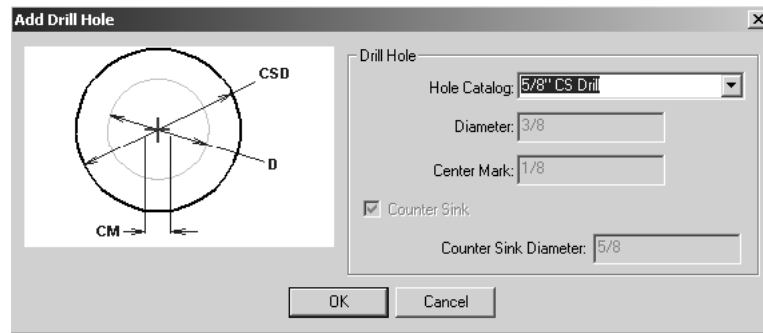 Add Drill Hole
CSD
D
CM
Drill Hole
Hole Catalog: 5/8" CS Drill
Diameter: 3/8
Center Mark: 1/8
Counter Sink
Counter Sink Diameter: 5/8
OK Cancel